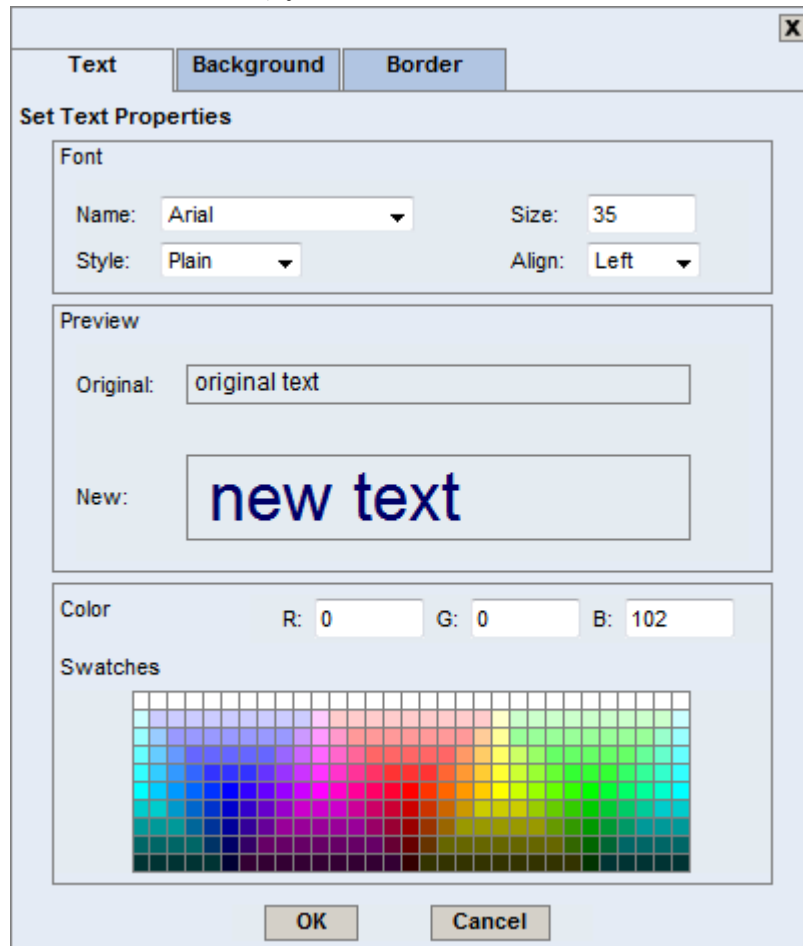 X
Text Background Border
Set Text Properties
Font
Name: Arial Size: 35
Style: Plain Align: Left
Preview
Original: original text
New: new text
Color R: 0 G: 0 B: 102
Swatches
OK Cancel